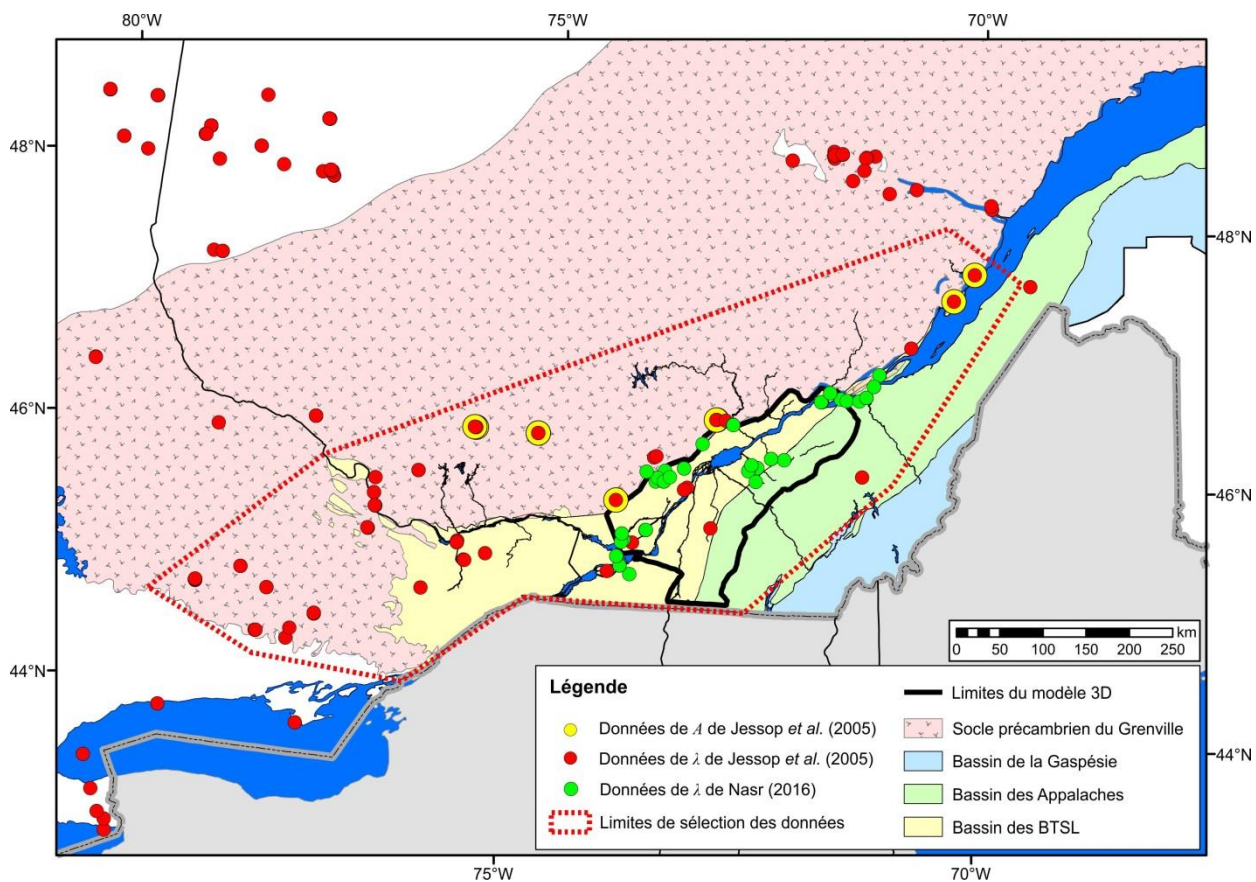 80°W
75°W
70°W
48°N
48°N
46°N
46°N
44°N
44°N
km
0 50 100 150 200 250
Légende
Données de A de Jessop et al. (2005)
Données de λ de Jessop et al. (2005)
Données de λ de Nasr (2016)
Limites de sélection des données
Limites du modèle 3D
Socle précambrien du Grenville
Bassin de la Gaspésie
Bassin des Appalaches
Bassin des BTSL
75°W
70°W